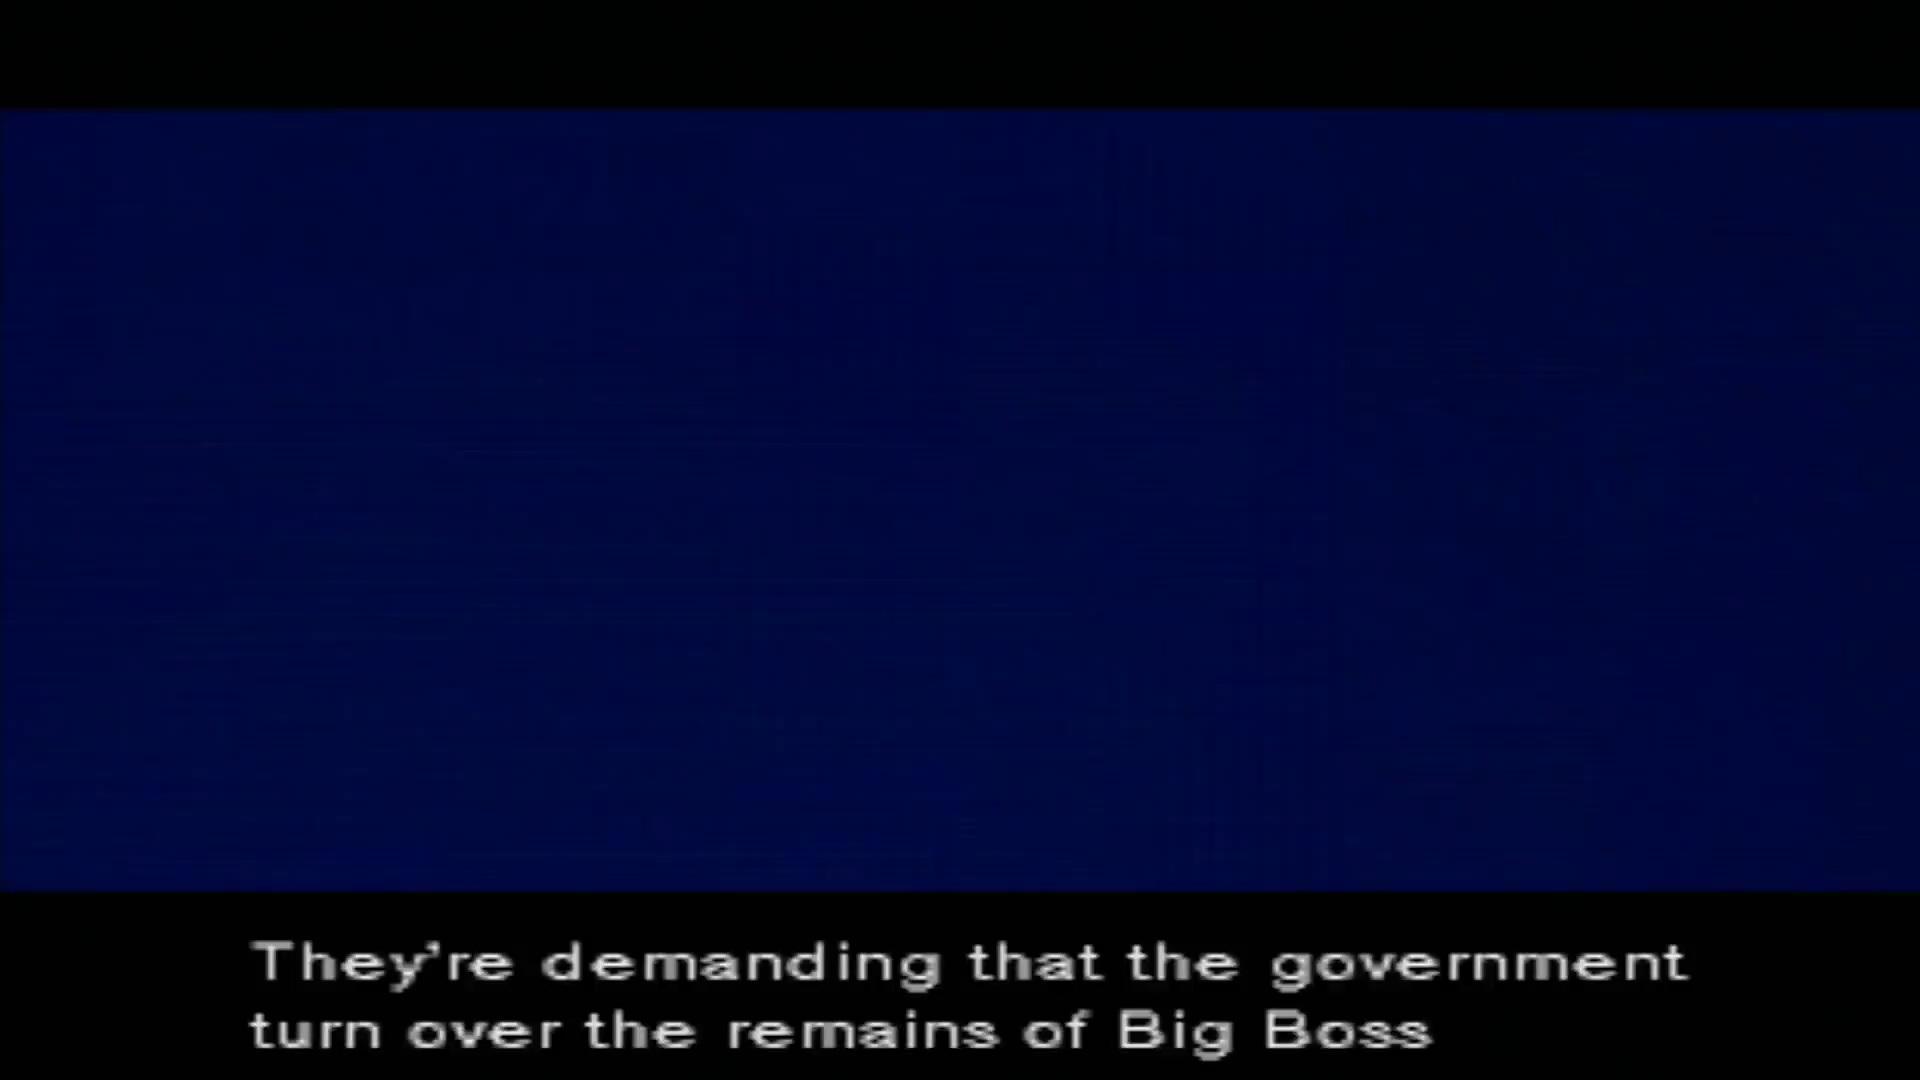 They're demanding that the government
turn over the remains of Big Boss